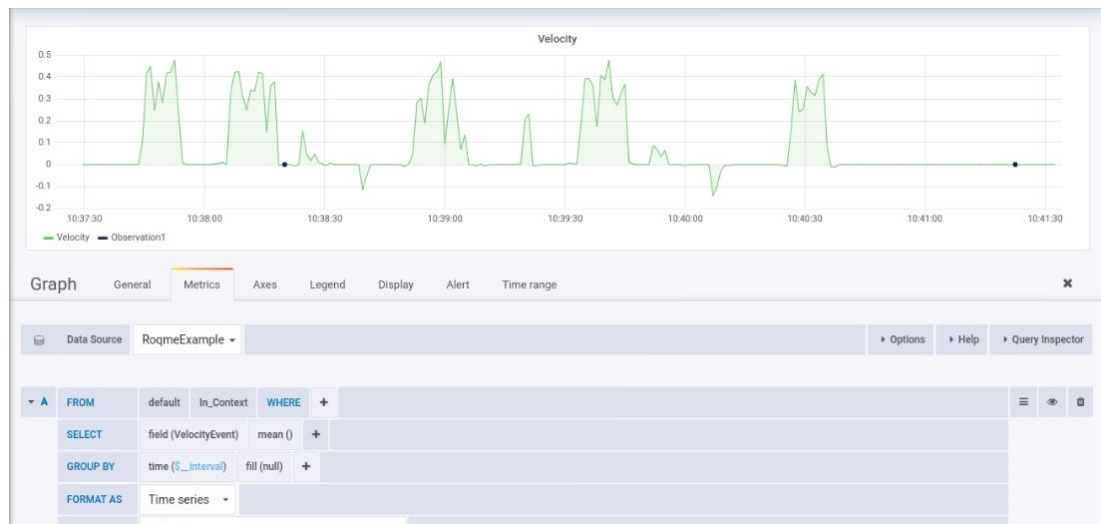 Velocity
0.5
0.4
0.3
0.2
0.1
0
-0.1
-0.2
10:37:30 10:38:00 10:38:30 10:39:00 10:39:30 10:40:00 10:40:30 10:41:00 10:41:30
Velocity Observation1
Graph General Metrics Axes Legend Display Alert Time range ×
Data Source RoqmeExample Options Help Query Inspector
A FROM default In_Context WHERE +
SELECT field (VelocityEvent) mean () +
GROUP BY time ($__interval) fill (null) +
FORMAT AS Time series